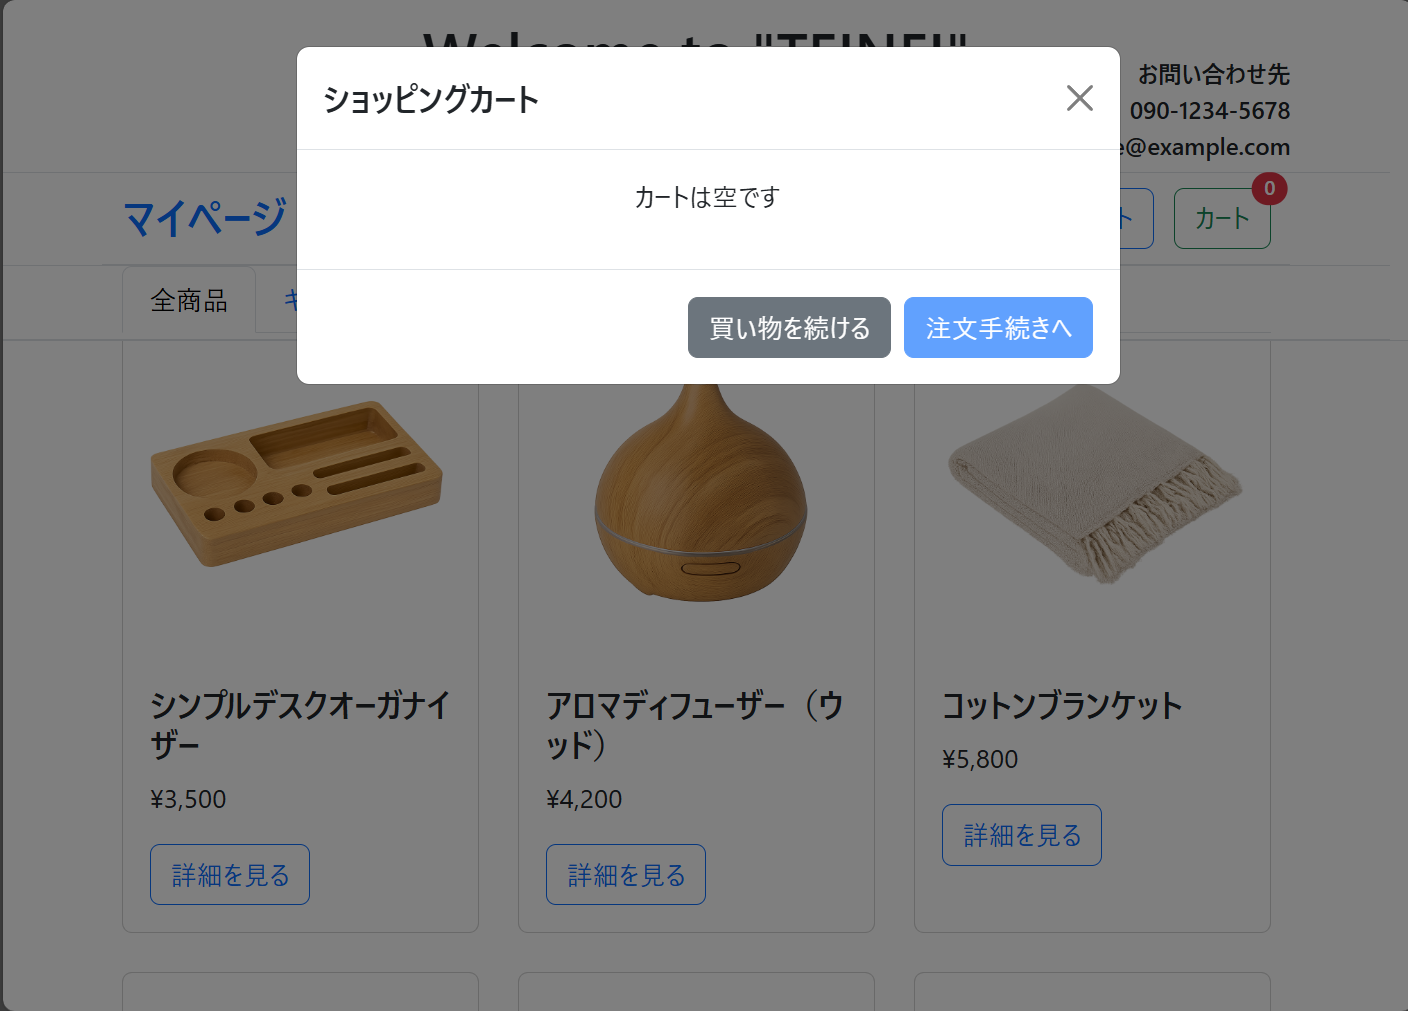 Welcome to "TEINEI"
お問い合わせ先
090-1234-5678
e@example.com
ショッピングカート
カートは空です
買い物を続ける
注文手続きへ
マイページ
ト
カート
0
全商品
キ
シンプルデスクオーガナイ
ザー
¥3,500
詳細を見る
アロマディフューザー（ウ
ッド）
¥4,200
詳細を見る
コットンブランケット
¥5,800
詳細を見る